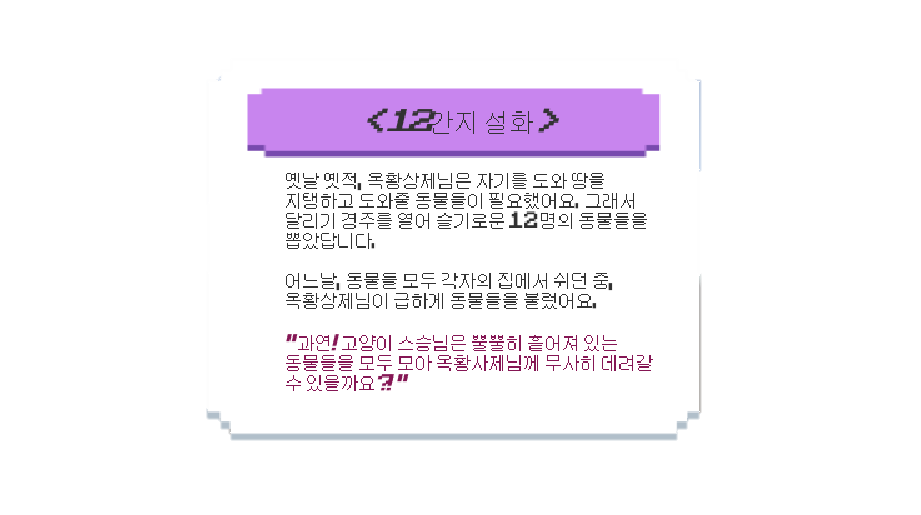 <12간지 설화>
옛날 옛적, 옥황상제님은 자기를 도와 땅을
지탱하고 도와줄 동물들이 필요했어요. 그래서
달리기 경주를 열어 슬기로운 12명의 동물들을
뽑았답니다.
어느날, 동물들 모두 각자의 집에서 쉬던 중,
옥황상제님이 급하게 동물들을 불렀어요.
"과연! 고양이 스승님은 뿔뿔히 흩어져 있는
동물들을 모두 모아 옥황사제님께 무사히 데려갈
수 있을까요?"